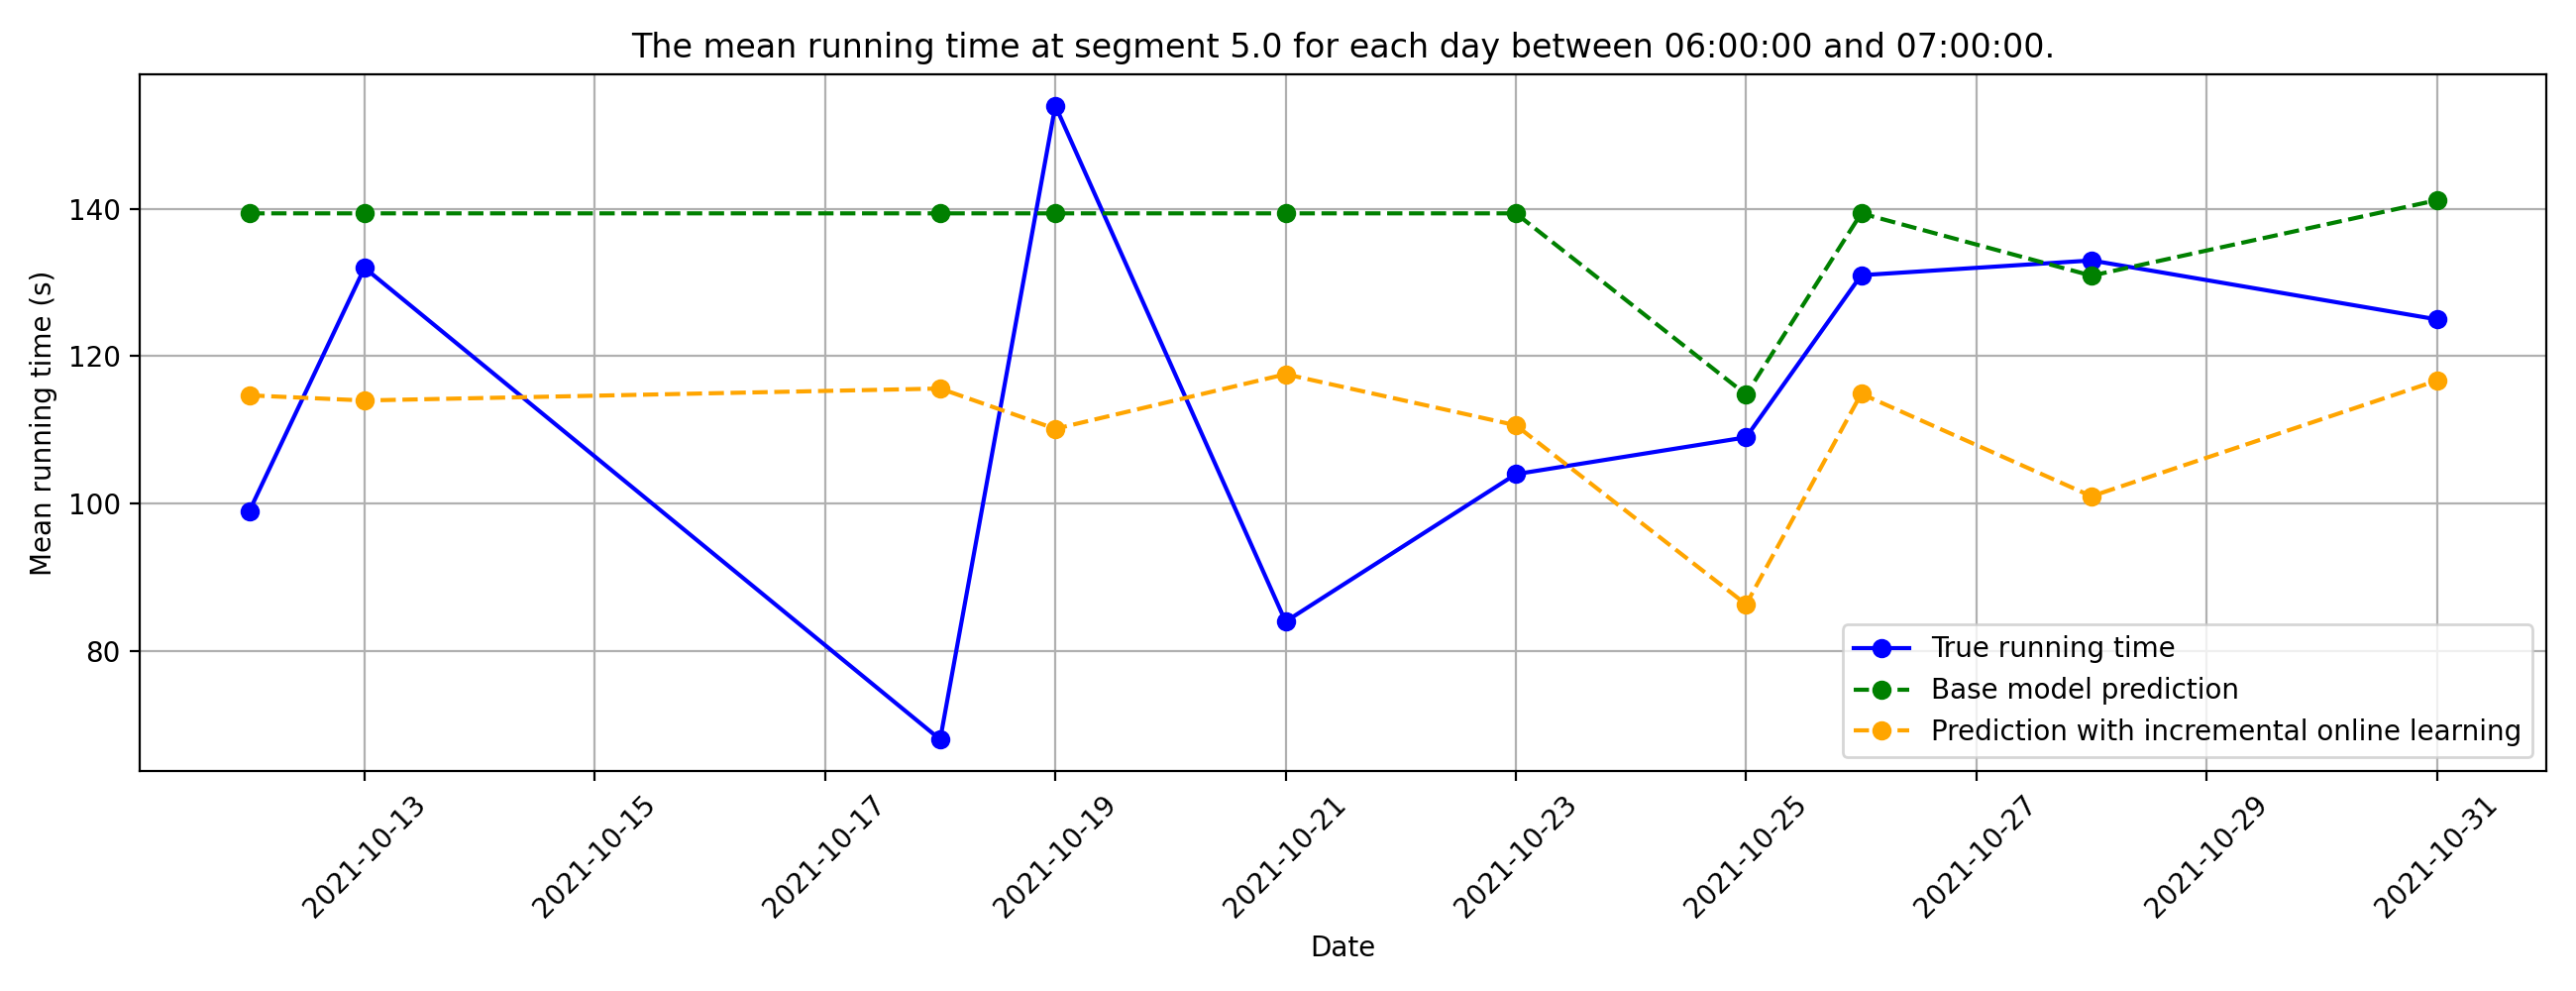 The mean running time at segment 5.0 for each day between 06:00:00 and 07:00:00.
Mean running time (s)
140
120
100
80
True running time
Base model prediction
Prediction with incremental online learning
2021-10-13
2021-10-15
2021-10-17
2021-10-19
2021-10-21
2021-10-23
2021-10-25
2021-10-27
2021-10-29
2021-10-31
Date